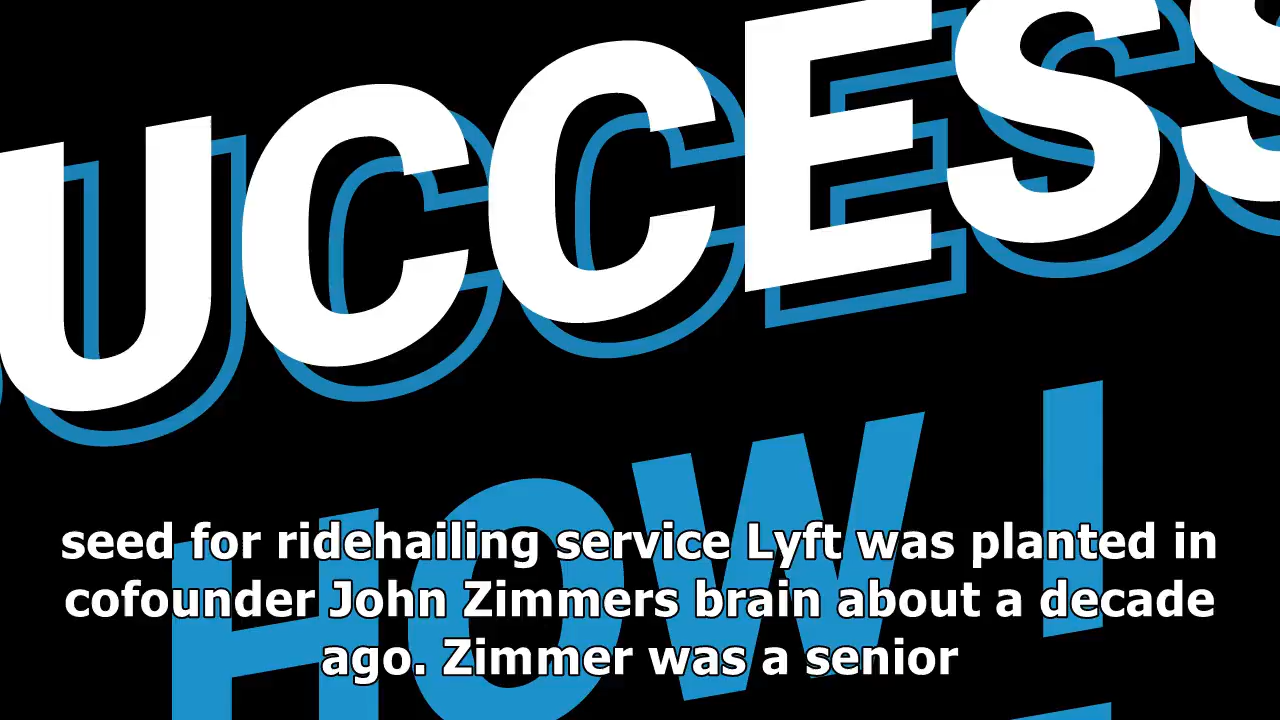 UCCESS
HOW I
seed for ridehailing service Lyft was planted in
cofounder John Zimmers brain about a decade
ago. Zimmer was a senior